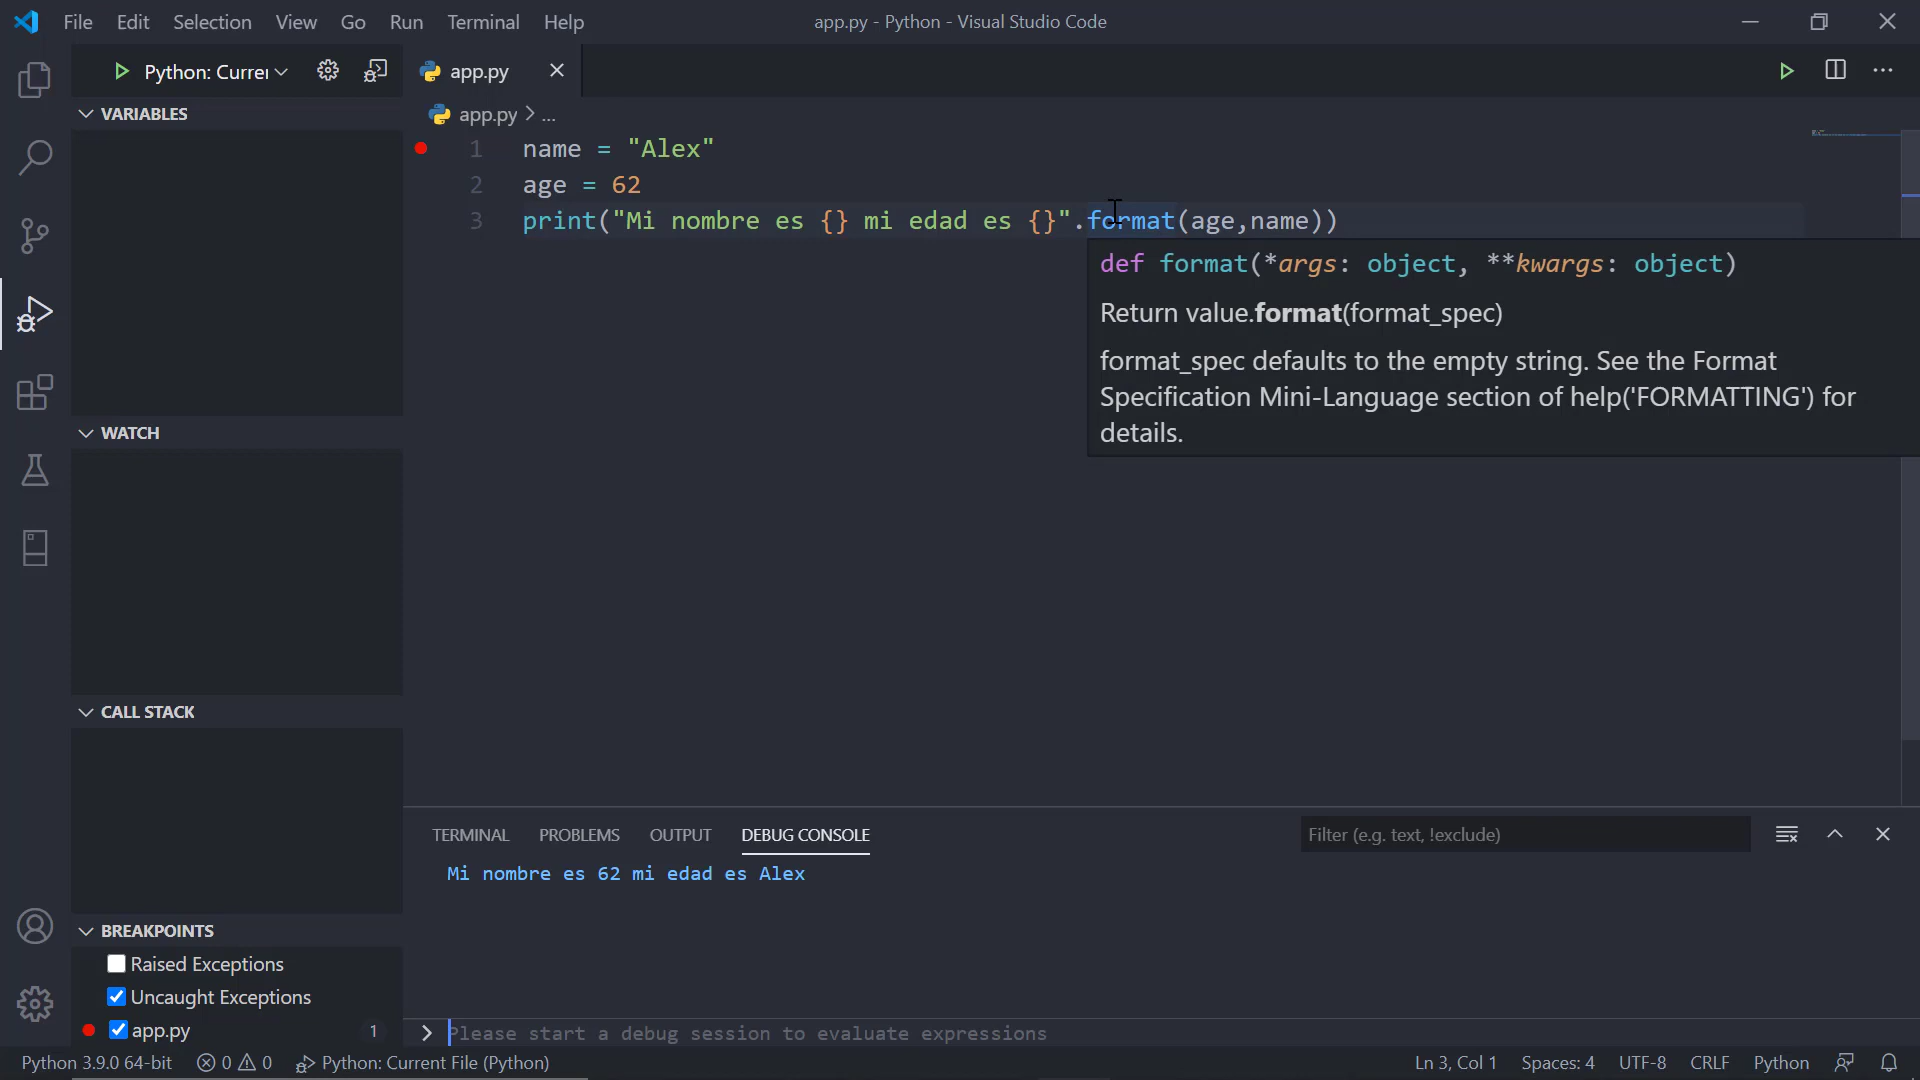 File Edit Selection View Go Run Terminal Help
app.py - Python - Visual Studio Code
Python: Currer
app.py
VARIABLES
app.py > ...
1 name = "Alex"
2 age = 62
3 print("Mi nombre es {} mi edad es {}".format(age,name))
def format(*args: object, **kwargs: object)
Return value.format(format_spec)
format_spec defaults to the empty string. See the Format
Specification Mini-Language section of help('FORMATTING') for
details.
WATCH
CALL STACK
TERMINAL PROBLEMS OUTPUT DEBUG CONSOLE
Filter (e.g. text, !exclude)
Mi nombre es 62 mi edad es Alex
BREAKPOINTS
Raised Exceptions
Uncaught Exceptions
app.py 1
Please start a debug session to evaluate expressions
Python 3.9.0 64-bit 0 0 Python: Current File (Python)
Ln 3, Col 1 Spaces: 4 UTF-8 CRLF Python